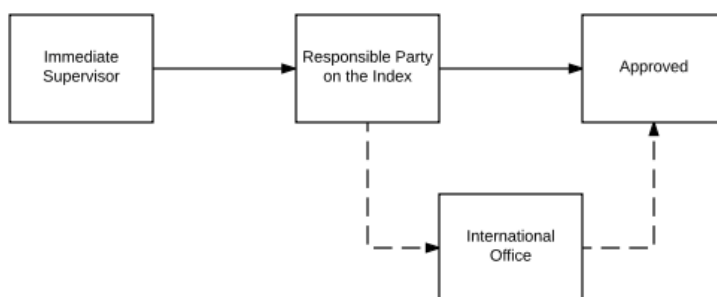 Immediate
Supervisor
Responsible Party
on the Index
Approved
International
Office